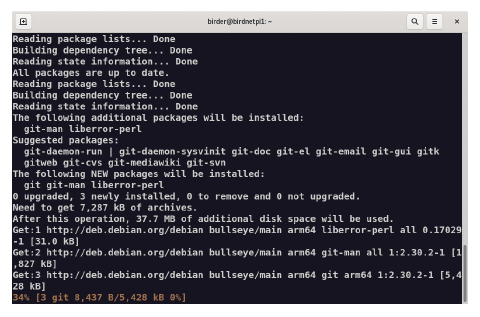 birder@birdnetpi1: ~
Reading package lists... Done
Building dependency tree... Done
Reading state information... Done
All packages are up to date.
Reading package lists... Done
Building dependency tree... Done
Reading state information... Done
The following additional packages will be installed:
  git-man liberror-perl
Suggested packages:
  git-daemon-run | git-daemon-sysvinit git-doc git-el git-email git-gui gitk
  gitweb git-cvs git-mediawiki git-svn
The following NEW packages will be installed:
  git git-man liberror-perl
0 upgraded, 3 newly installed, 0 to remove and 0 not upgraded.
Need to get 7,287 kB of archives.
After this operation, 37.7 MB of additional disk space will be used.
Get:1 http://deb.debian.org/debian bullseye/main arm64 liberror-perl all 0.17029
-1 [31.0 kB]
Get:2 http://deb.debian.org/debian bullseye/main arm64 git-man all 1:2.30.2-1 [1
,827 kB]
Get:3 http://deb.debian.org/debian bullseye/main arm64 git arm64 1:2.30.2-1 [5,4
28 kB]
34% [3 git 8,437 B/5,428 kB 0%]